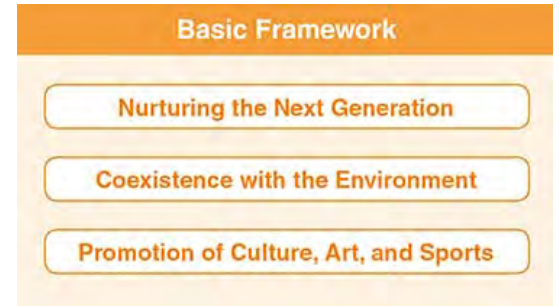 Basic Framework
Nurturing the Next Generation
Coexistence with the Environment
Promotion of Culture, Art, and Sports